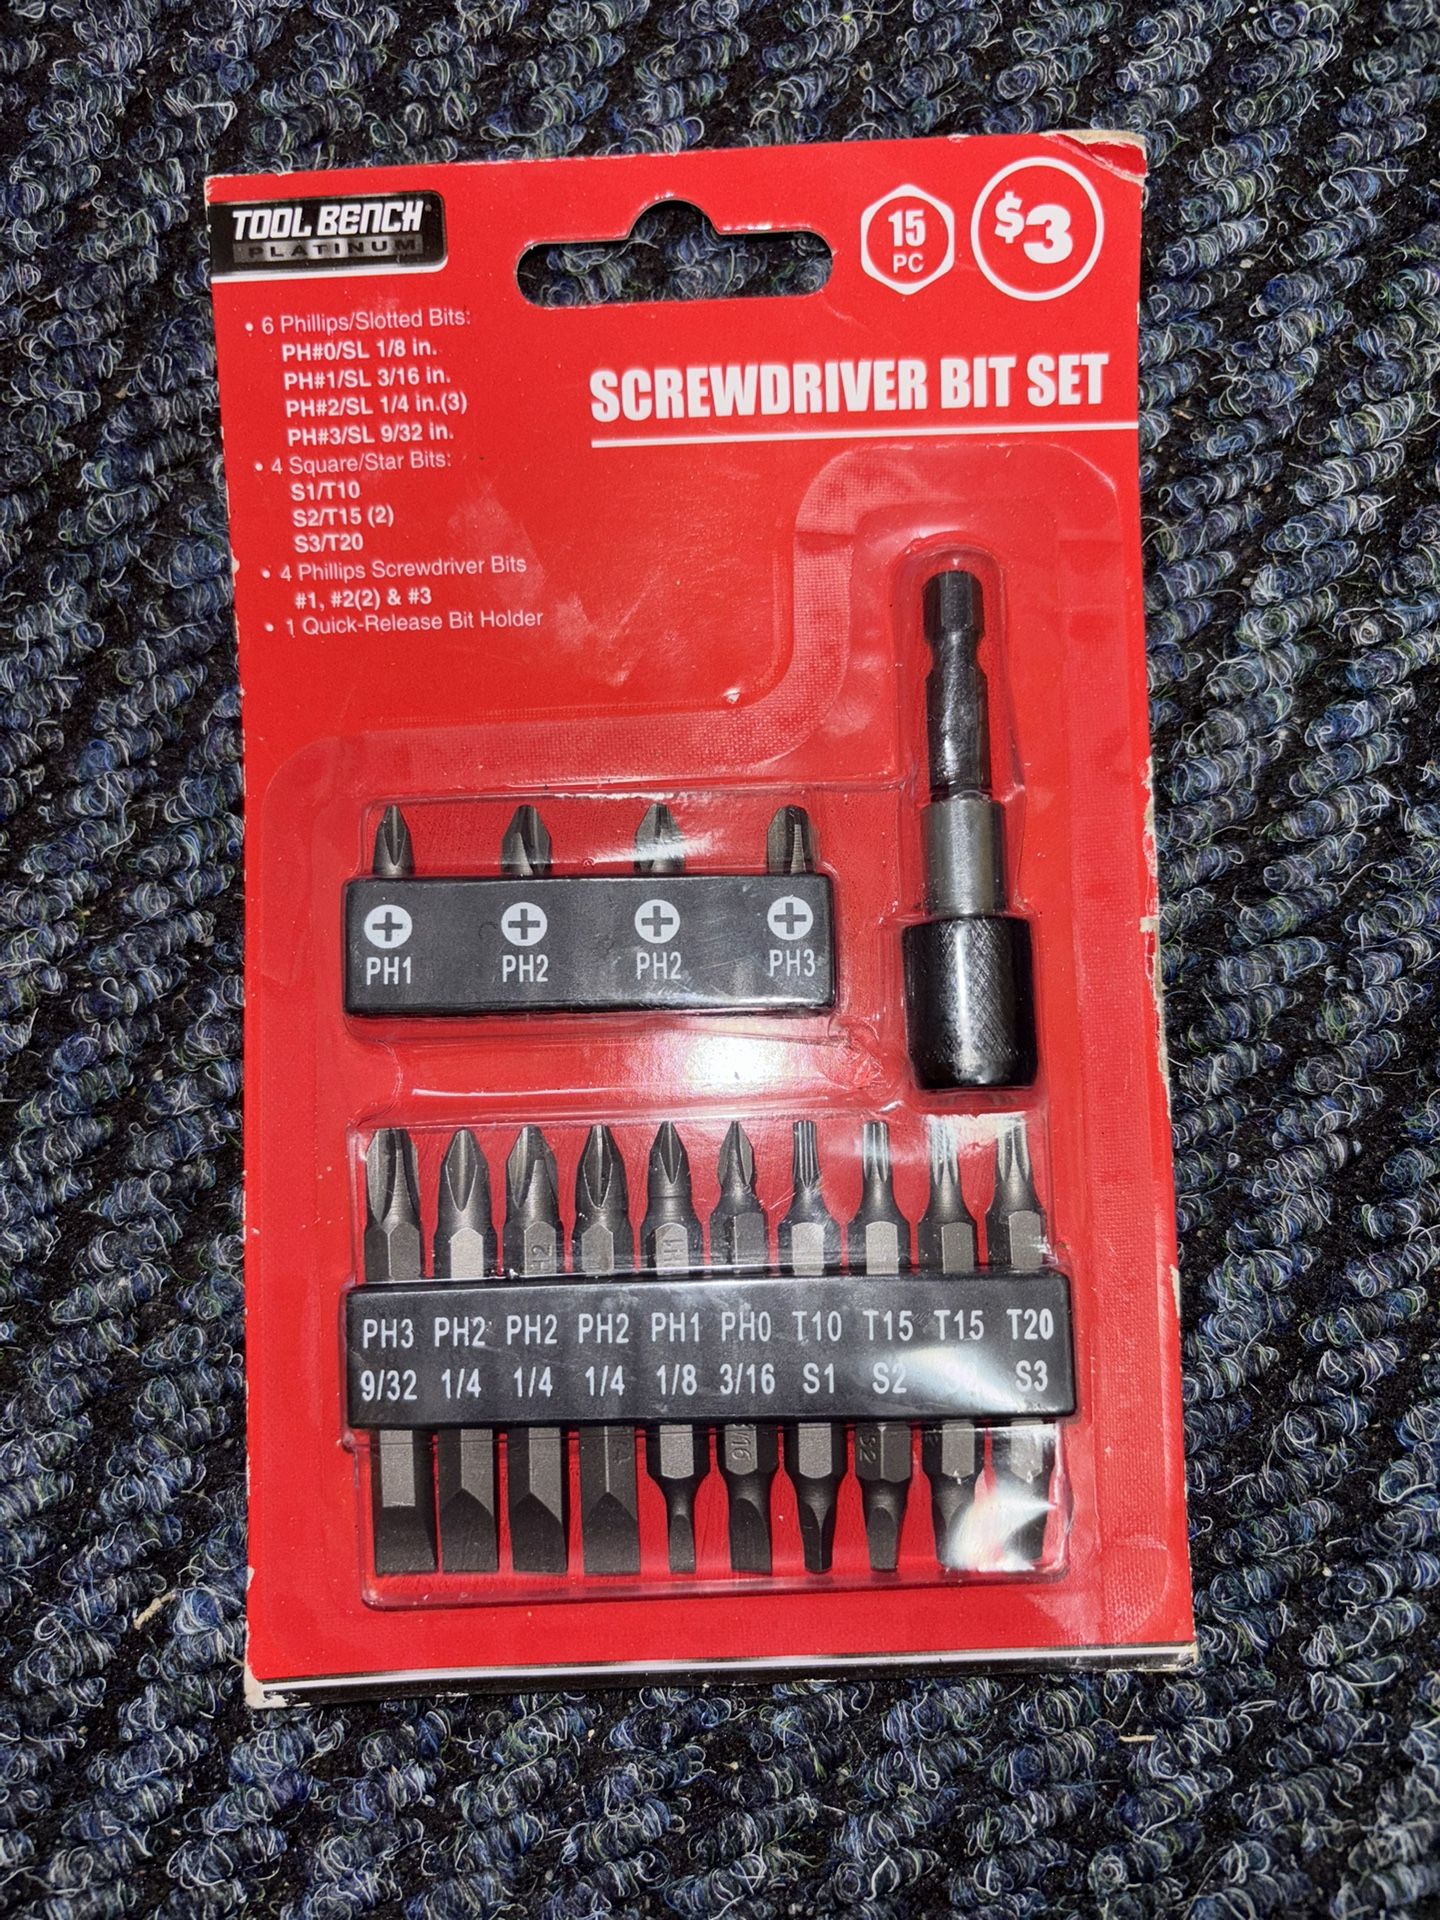 TOOL BENCH
PLATINUM
15
PC
$3
• 6 Phillips/Slotted Bits:
PH#0/SL 1/8 in.
PH#1/SL 3/16 in.
PH#2/SL 1/4 in.(3)
PH#3/SL 9/32 in.
• 4 Square/Star Bits:
S1/T10
S2/T15 (2)
S3/T20
• 4 Phillips Screwdriver Bits
#1, #2(2) & #3
• 1 Quick-Release Bit Holder
SCREWDRIVER BIT SET
PH1 PH2 PH2 PH3
PH3 PH2 PH2 PH2 PH1 PH0 T10 T15 T15 T20
9/32 1/4 1/4 1/4 1/8 3/16 S1 S2 S3